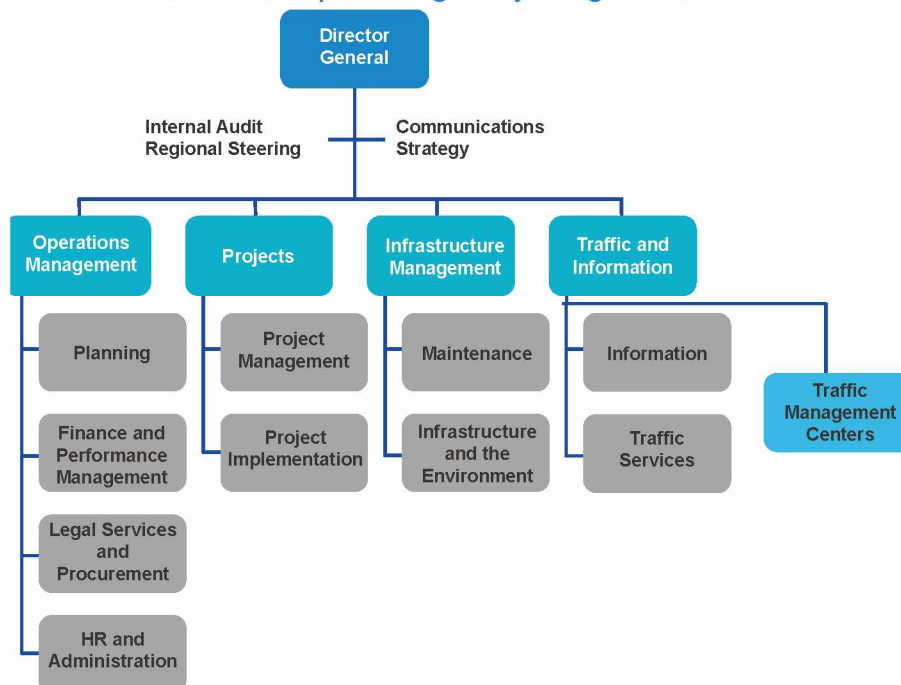 Director
General
Internal Audit
Regional Steering
Communications
Strategy
Operations
Management
Projects
Infrastructure
Management
Traffic and
Information
Planning
Project
Management
Maintenance
Information
Traffic
Management
Centers
Finance and
Performance
Management
Project
Implementation
Infrastructure
and the
Environment
Traffic
Services
Legal Services
and
Procurement
HR and
Administration